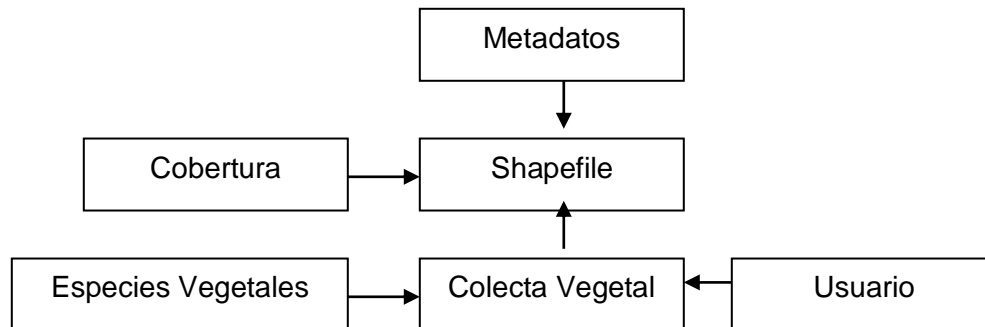 Metadatos
Cobertura
Shapefile
Especies Vegetales
Colecta Vegetal
Usuario